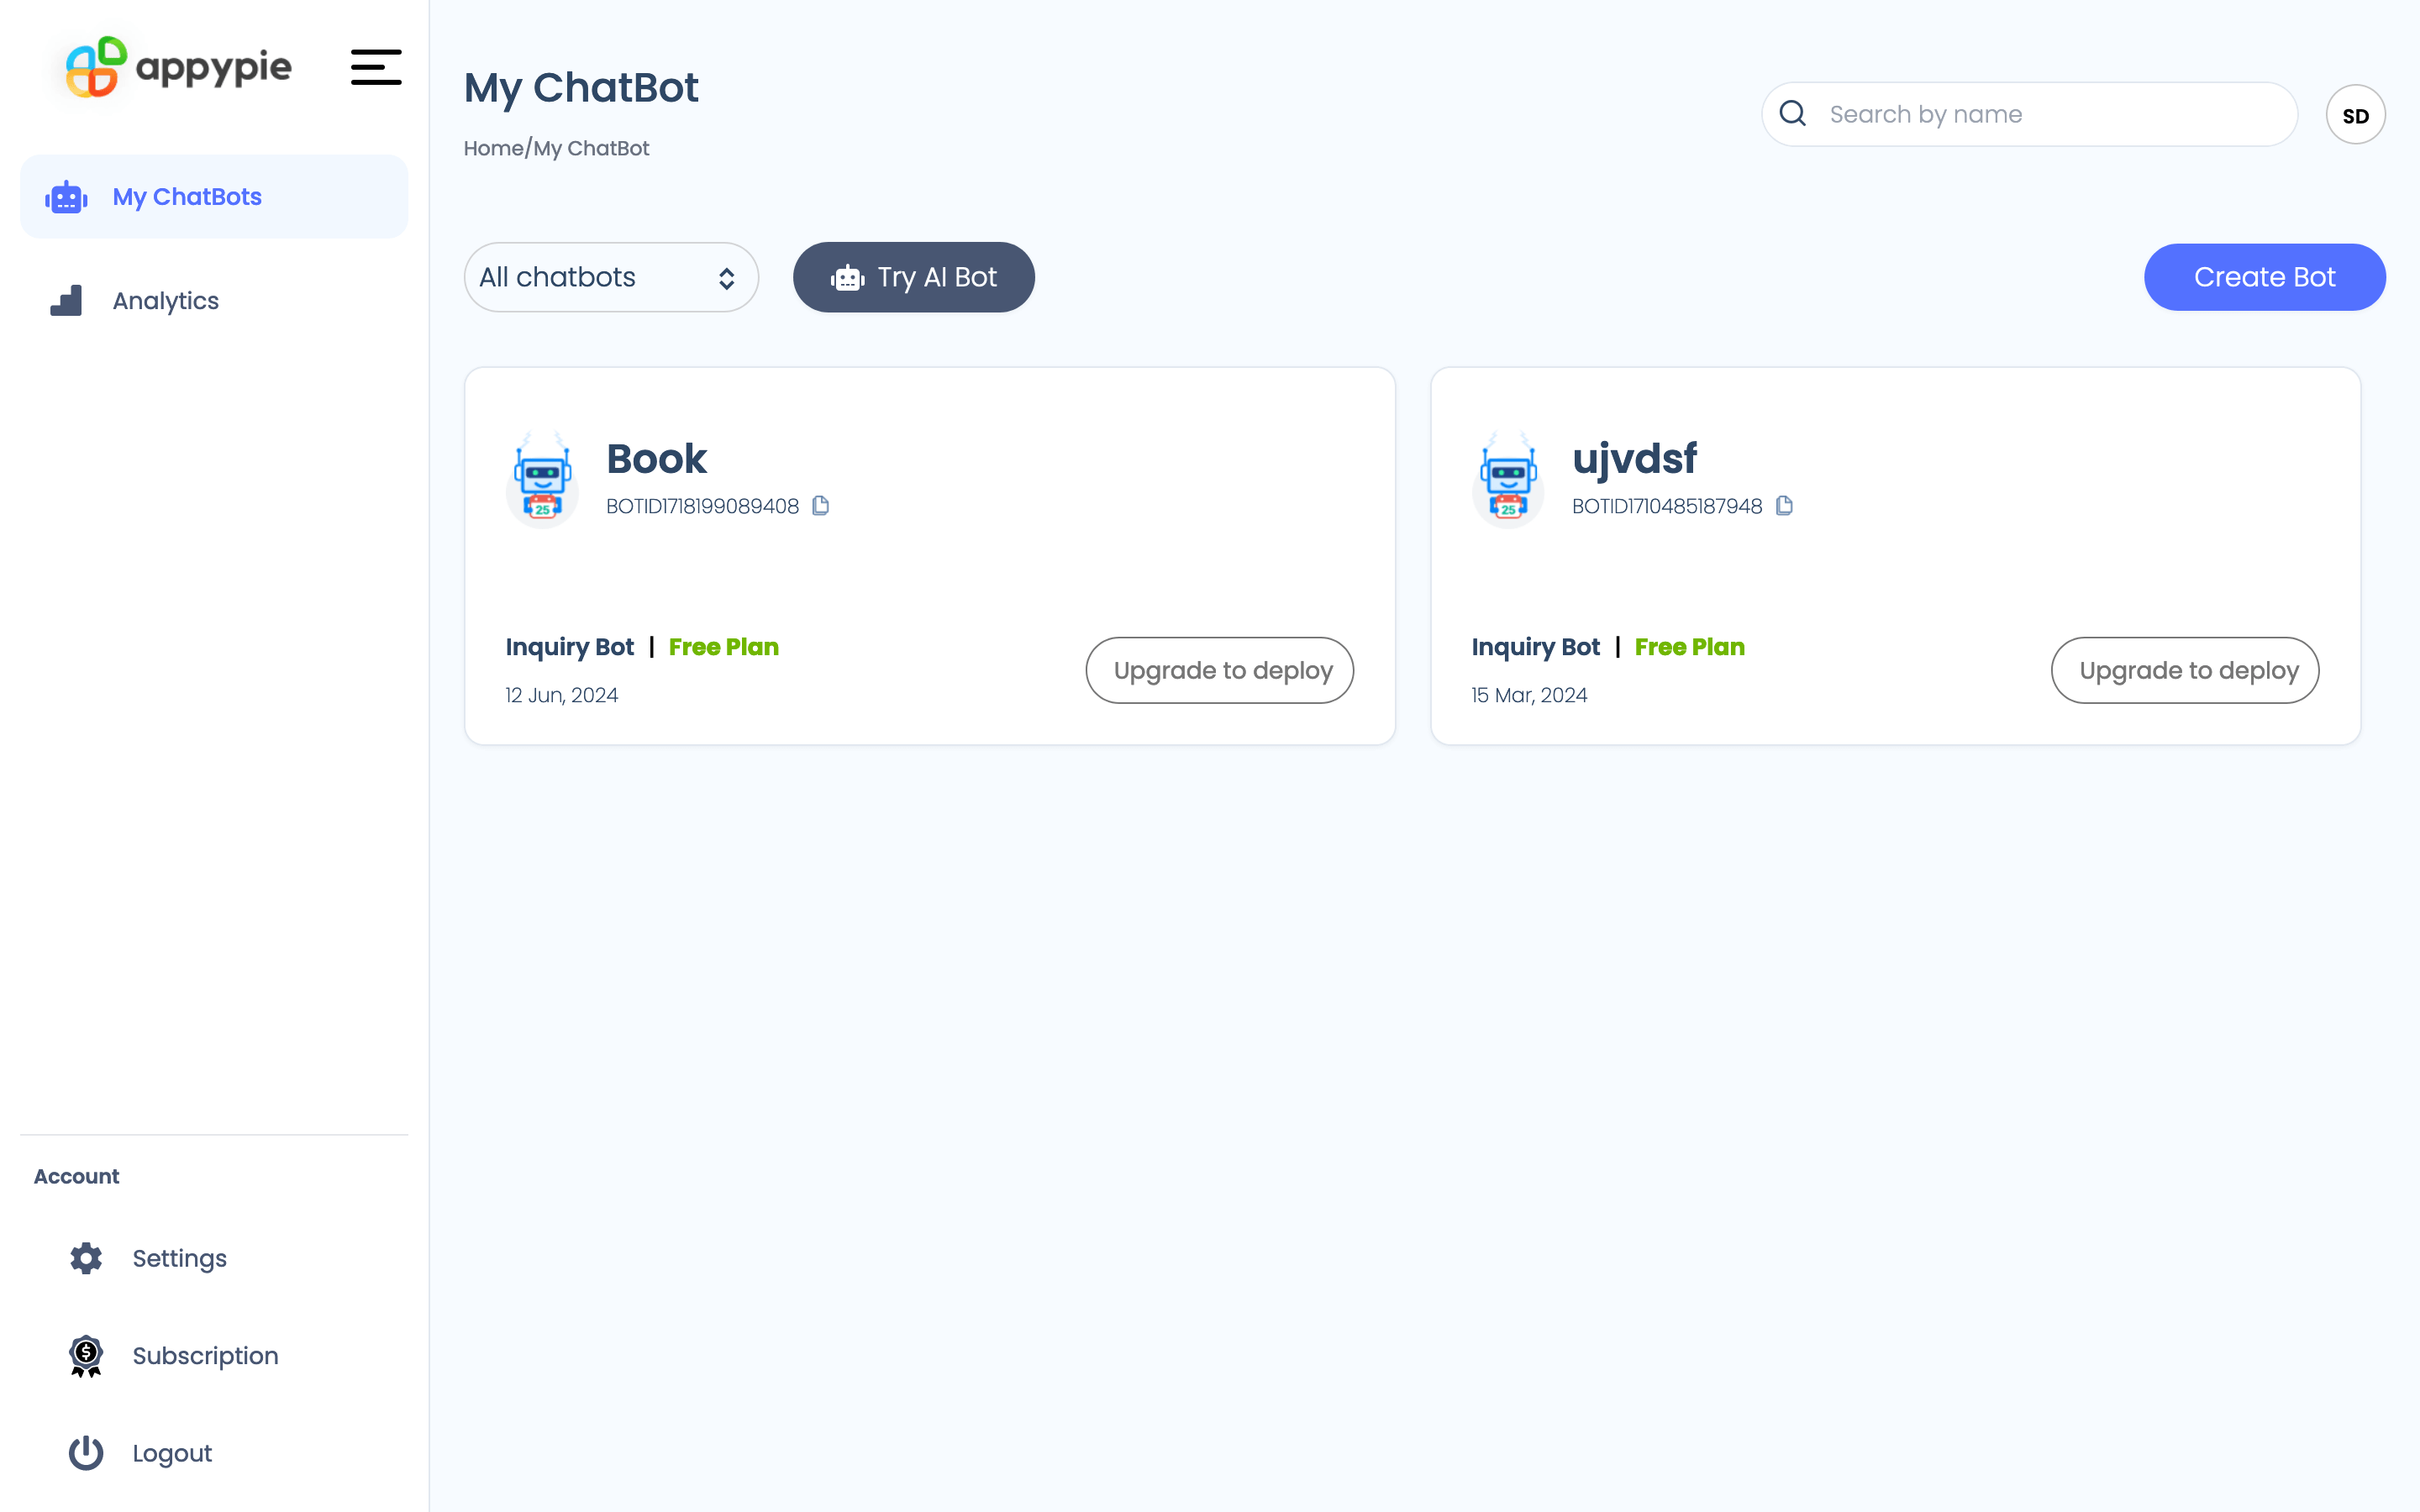 appypie
My ChatBots
Analytics
Account
Settings
Subscription
Logout
My ChatBot
Home/My ChatBot
Search by name
SD
All chatbots
Try AI Bot
Create Bot
Book
BOTID1718199089408
25
Inquiry Bot | Free Plan
12 Jun, 2024
Upgrade to deploy
ujvdsf
BOTID1710485187948
25
Inquiry Bot | Free Plan
15 Mar, 2024
Upgrade to deploy